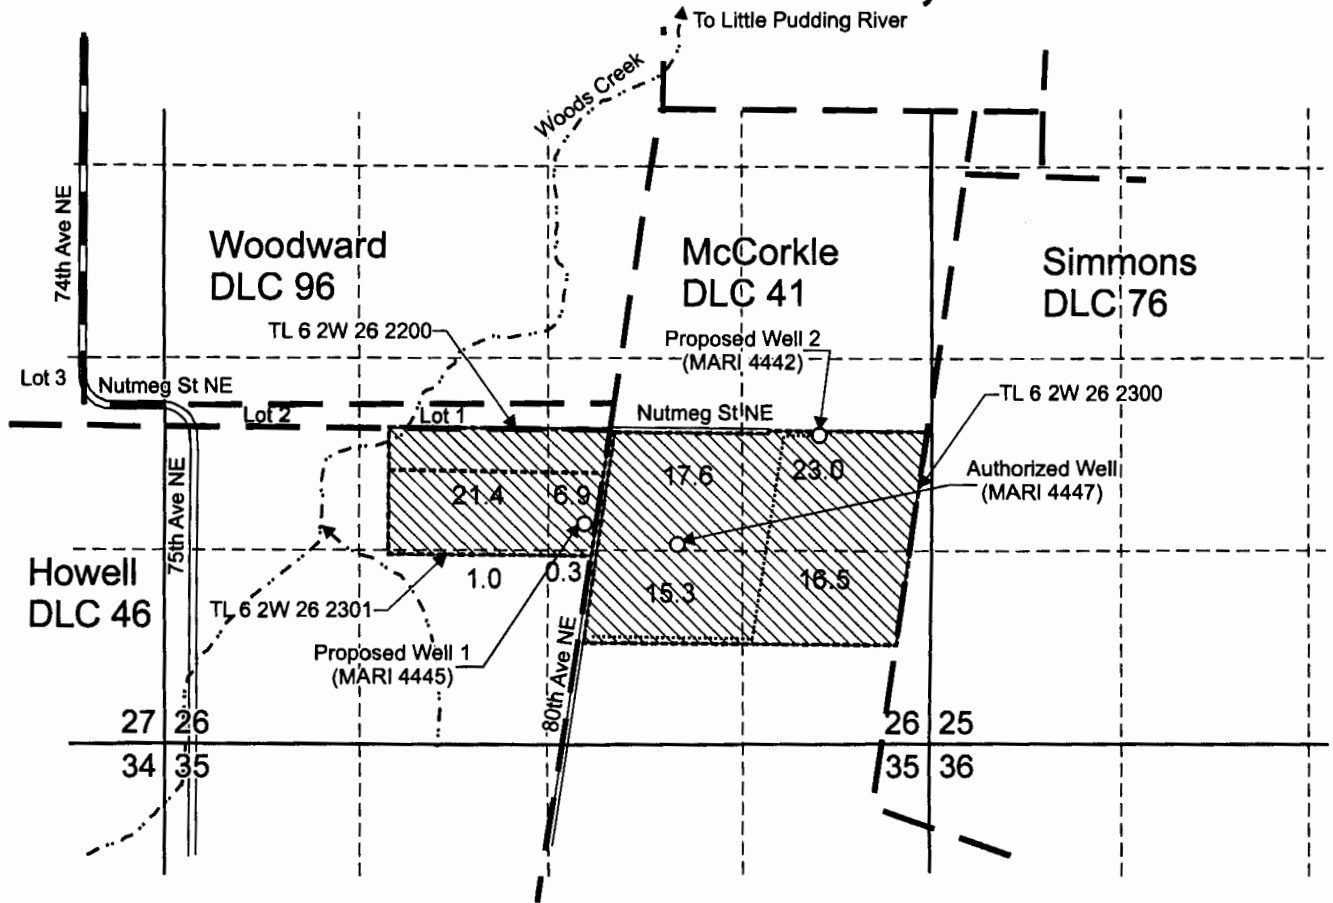 To Little Pudding River
Woods Creek
74th Ave NE
Woodward
DLC 96
McCorkle
DLC 41
Simmons
DLC 76
TL 6 2W 26 2200
Proposed Well 2
(MARI 4442)
Lot 3
Nutmeg St NE
Lot 2
Lot 1
Nutmeg St NE
TL 6 2W 26 2300
Authorized Well
(MARI 4447)
17.6
23.0
21.4
6.9
75th Ave NE
Howell
DLC 46
1.0
0.3
15.3
16.5
TL 6 2W 26 2301
Proposed Well 1
(MARI 4445)
80th Ave NE
27 26
34 35
26 25
35 36